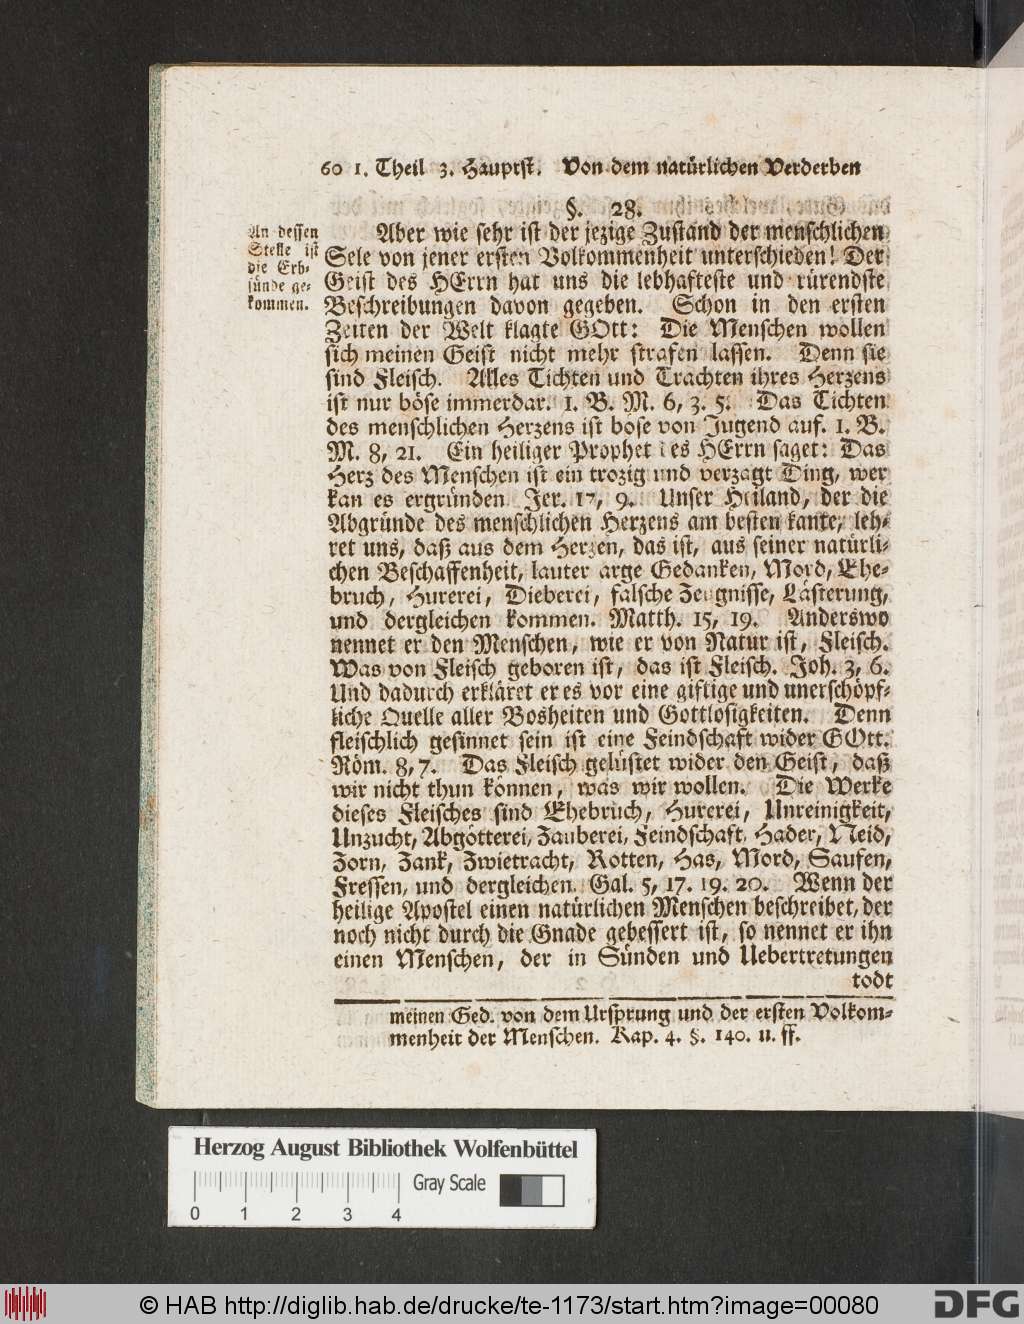 60 1. Theil 3. Hauptst. Von dem natürlichen Verderben
§. 28.
An dessen
Stelle ist
die Erb-
sünde ge-
kommen.
Aber wie sehr ist der jezige Zustand der menschlichen
Sele von jener ersten Volkommenheit unterschieden! Der
Geist des HErrn hat uns die lebhafteste und rürendste
Beschreibungen davon gegeben. Schon in den ersten
Zeiten der Welt klagte GOtt: Die Menschen wollen
sich meinen Geist nicht mehr strafen lassen. Denn sie
sind Fleisch. Alles Tichten und Trachten ihres Herzens
ist nur böse immerdar. 1. B. M. 6, 3. 5. Das Tichten
des menschlichen Herzens ist böse von Jugend auf. 1. B.
M. 8, 21. Ein heiliger Prophet des HErrn saget: Das
Herz des Menschen ist ein trozig und verzagt Ding, wer
kan es ergründen. Jer. 17, 9. Unser Heiland, der die
Abgründe des menschlichen Herzens am besten kante, leh-
ret uns, daß aus dem Herzen, das ist, aus seiner natürli-
chen Beschaffenheit, lauter arge Gedanken, Mord, Ehe-
bruch, Hurerei, Dieberei, falsche Zeugnisse, Lästerung,
und dergleichen kommen. Matth. 15, 19. Anderswo
nennet er den Menschen, wie er von Natur ist, Fleisch.
Was von Fleisch geboren ist, das ist Fleisch. Joh. 3, 6.
Und dadurch erkläret er es vor eine giftige und unerschöpf-
liche Quelle aller Bosheiten und Gottlosigkeiten. Denn
fleischlich gesinnet sein ist eine Feindschaft wider GOtt.
Röm. 8, 7. Das Fleisch gelüstet wider den Geist, daß
wir nicht thun können, was wir wollen. Die Werke
dieses Fleisches sind Ehebruch, Hurerei, Unreinigkeit,
Unzucht, Abgötterei, Zauberei, Feindschaft, Hader, Neid,
Zorn, Zank, Zwietracht, Rotten, Has, Mord, Saufen,
Fressen, und dergleichen. Gal. 5, 17. 19. 20. Wenn der
heilige Apostel einen natürlichen Menschen beschreibet, der
noch nicht durch die Gnade gebessert ist, so nennet er ihn
einen Menschen, der in Sünden und Uebertretungen
todt
meinen Ged. von dem Ursprung und der ersten Volkom-
menheit der Menschen. Kap. 4. §. 140. u. ff.
Herzog August Bibliothek Wolfenbüttel
Gray Scale
0 1 2 3 4
© HAB http://diglib.hab.de/drucke/te-1173/start.htm?image=00080
DFG